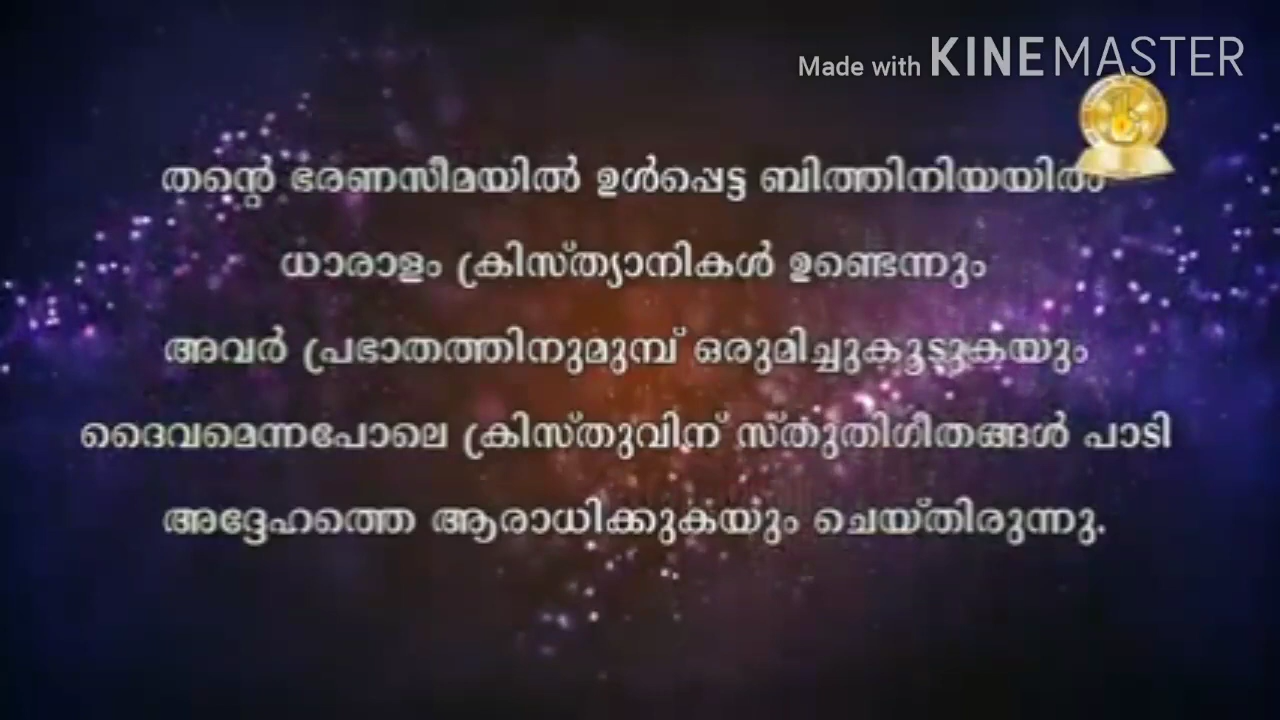 Made with KINEMASTER
തന്റെ ഭരണസീമയിൽ ഉൾപ്പെട്ട ബിത്തിനിയയിൽ
ധാരാളം ക്രിസ്ത്യാനികൾ ഉണ്ടെന്നും
അവർ പ്രഭാതത്തിനുമുമ്പ് ഒരുമിച്ചുകൂടുകയും
ദൈവമെന്നപോലെ ക്രിസ്തുവിന് സ്തുതിഗീതങ്ങൾ പാടി
അദ്ദേഹത്തെ ആരാധിക്കുകയും ചെയ്തിരുന്നു.